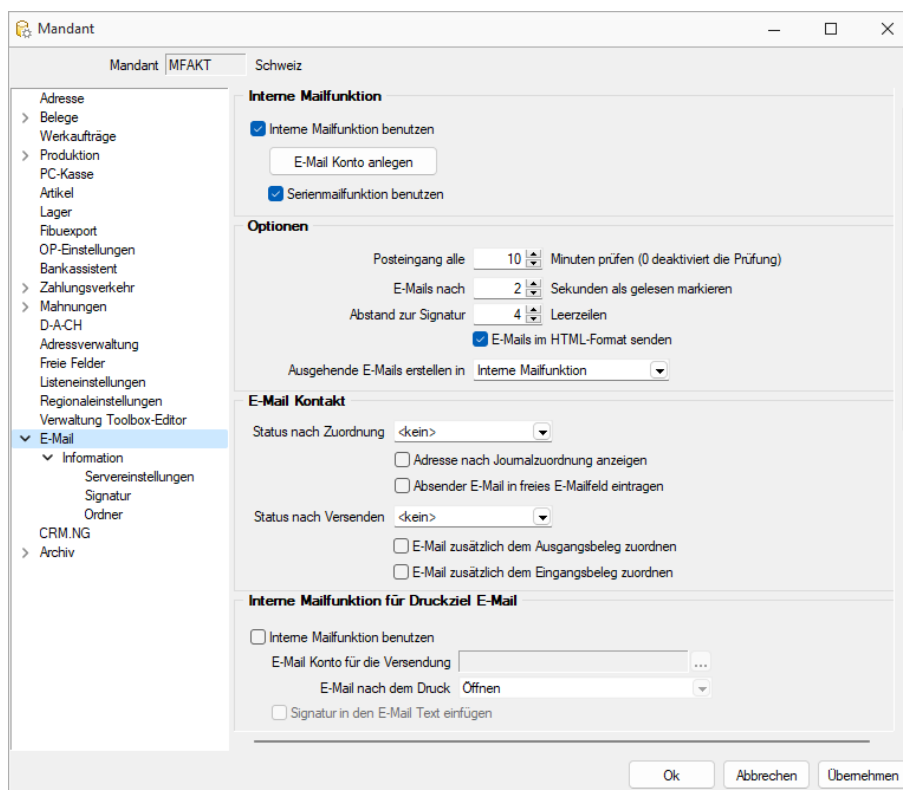 Mandant
Mandant MFAKT Schweiz
Adresse
Belege
Werkaufträge
Produktion
PC-Kasse
Artikel
Lager
Fibuexport
OP-Einstellungen
Bankassistent
Zahlungsverkehr
Mahnungen
D-A-CH
Adressverwaltung
Freie Felder
Listeneinstellungen
Regionaleinstellungen
Verwaltung Toolbox-Editor
E-Mail
Information
Servereinstellungen
Signatur
Ordner
CRM.NG
Archiv
Interne Mailfunktion
Interne Mailfunktion benutzen
E-Mail Konto anlegen
Serienmailfunktion benutzen
Optionen
Posteingang alle 10 Minuten prüfen (0 deaktiviert die Prüfung)
E-Mails nach 2 Sekunden als gelesen markieren
Abstand zur Signatur 4 Leerzeilen
E-Mails im HTML-Format senden
Ausgehende E-Mails erstellen in Interne Mailfunktion
E-Mail Kontakt
Status nach Zuordnung <kein>
Adresse nach Journalzuordnung anzeigen
Absender E-Mail in freies E-Mailfeld eintragen
Status nach Versenden <kein>
E-Mail zusätzlich dem Ausgangsbeleg zuordnen
E-Mail zusätzlich dem Eingangsbeleg zuordnen
Interne Mailfunktion für Druckziel E-Mail
Interne Mailfunktion benutzen
E-Mail Konto für die Versendung ...
E-Mail nach dem Druck Öffnen
Signatur in den E-Mail Text einfügen
Ok Abbrechen Übernehmen